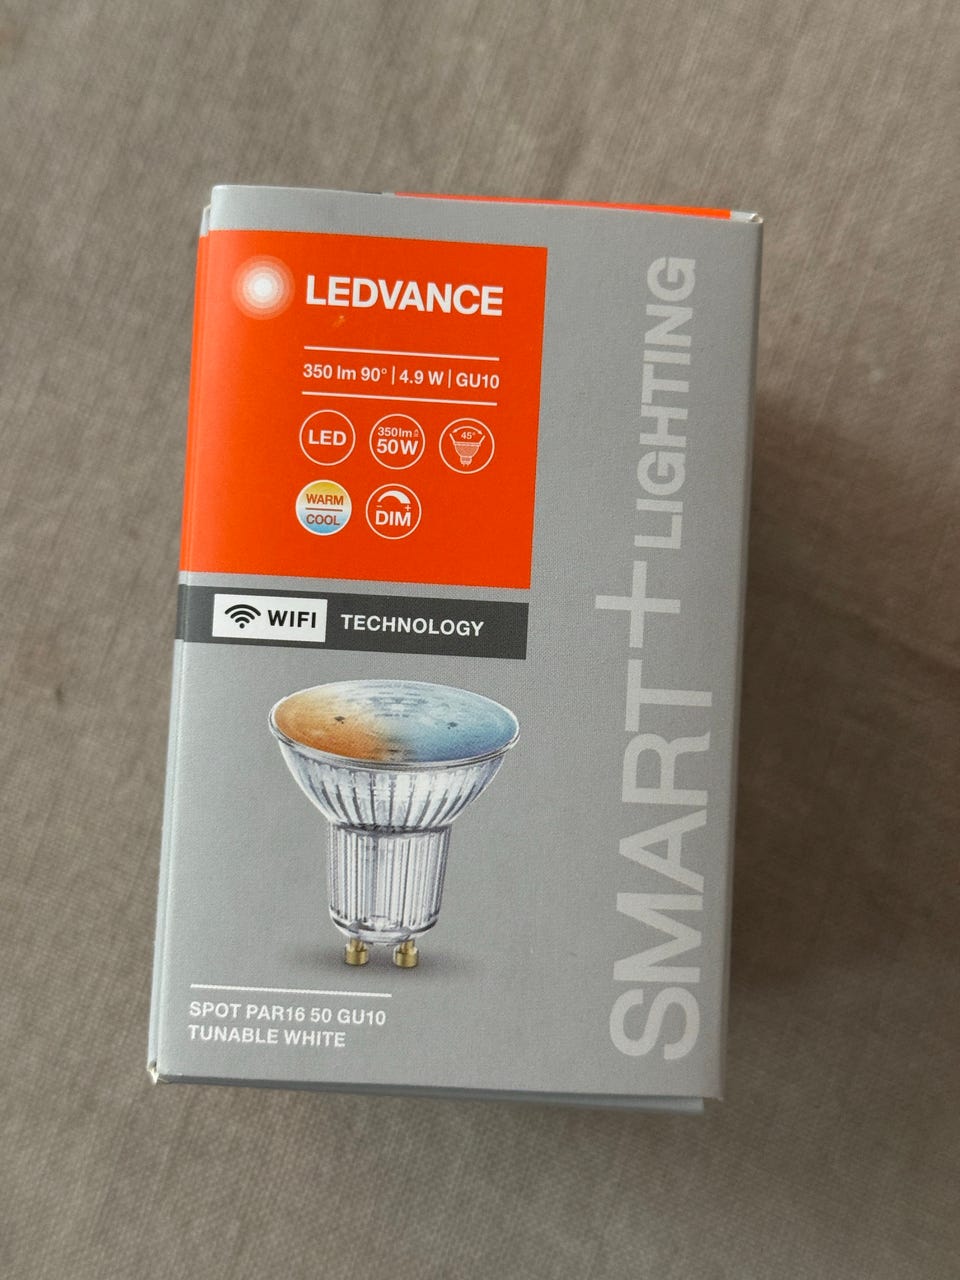 LEDVANCE
350 lm 90° | 4.9 W | GU10
LED
350lm≙
50W
45°
WARM
COOL
- +
DIM
WIFI TECHNOLOGY
SPOT PAR16 50 GU10
TUNABLE WHITE
SMART+ LIGHTING